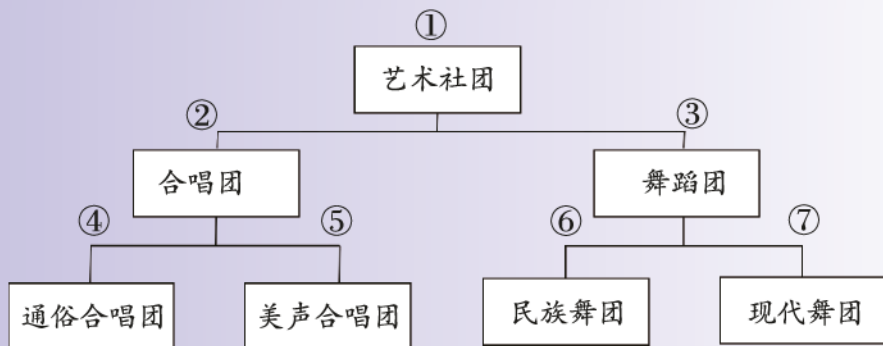 ①
艺术社团
② ③
合唱团 舞蹈团
④ ⑤ ⑥ ⑦
通俗合唱团 美声合唱团 民族舞团 现代舞团